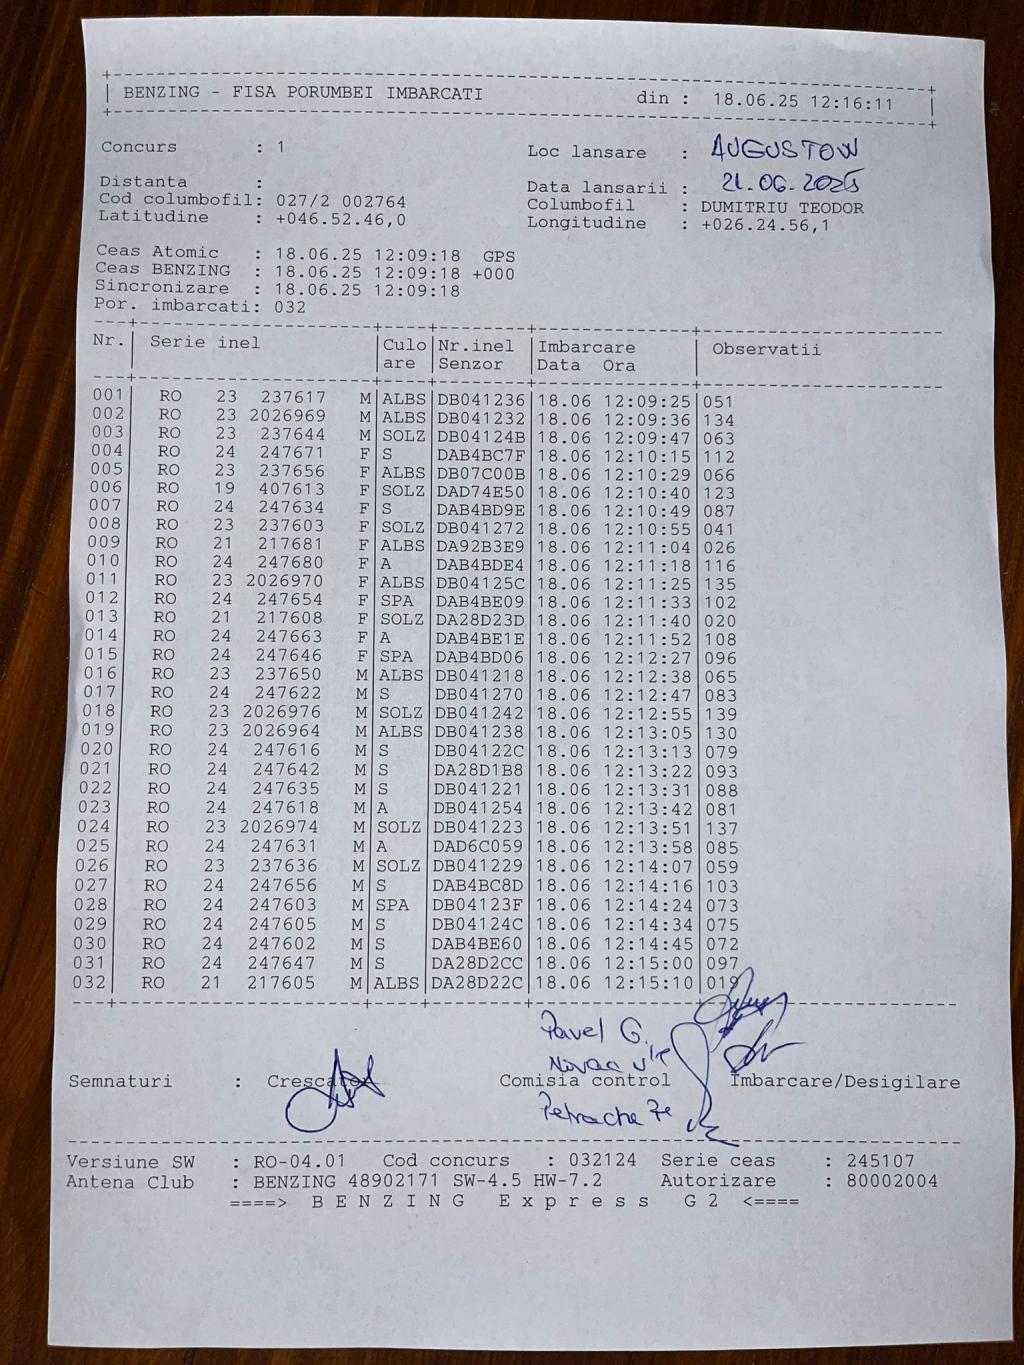 BENZING - FISA PORUMBEI IMBARCATI din : 18.06.25 12:16:11
Concurs : 1 Loc lansare : AUGUSTOW
Distanta : Data lansarii : 21.06.2025
Cod columbofil: 027/2 002764 Columbofil : DUMITRIU TEODOR
Latitudine : +046.52.46,0 Longitudine : +026.24.56,1
Ceas Atomic : 18.06.25 12:09:18 GPS
Ceas BENZING : 18.06.25 12:09:18 +000
Sincronizare : 18.06.25 12:09:18
Por. imbarcati: 032
Nr. Serie inel Culo Nr.inel Imbarcare Observatii
are Senzor Data Ora
001 RO 23 237617 M ALBS DB041236 18.06 12:09:25 051
002 RO 23 2026969 M ALBS DB041232 18.06 12:09:36 134
003 RO 23 237644 M SOLZ DB04124B 18.06 12:09:47 063
004 RO 24 247671 F S DAB4BC7F 18.06 12:10:15 112
005 RO 23 237656 F ALBS DB07C00B 18.06 12:10:29 066
006 RO 19 407613 F SOLZ DAD74E50 18.06 12:10:40 123
007 RO 24 247634 F S DAB4BD9E 18.06 12:10:49 087
008 RO 23 237603 F SOLZ DB041272 18.06 12:10:55 041
009 RO 21 217681 F ALBS DA92B3E9 18.06 12:11:04 026
010 RO 24 247680 F A DAB4BDE4 18.06 12:11:18 116
011 RO 23 2026970 F ALBS DB04125C 18.06 12:11:25 135
012 RO 24 247654 F SPA DAB4BE09 18.06 12:11:33 102
013 RO 21 217608 F SOLZ DA28D23D 18.06 12:11:40 020
014 RO 24 247663 F A DAB4BE1E 18.06 12:11:52 108
015 RO 24 247646 F SPA DAB4BD06 18.06 12:12:27 096
016 RO 23 237650 M ALBS DB041218 18.06 12:12:38 065
017 RO 24 247622 M S DB041270 18.06 12:12:47 083
018 RO 23 2026976 M SOLZ DB041242 18.06 12:12:55 139
019 RO 23 2026964 M ALBS DB041238 18.06 12:13:05 130
020 RO 24 247616 M S DB04122C 18.06 12:13:13 079
021 RO 24 247642 M S DA28D1B8 18.06 12:13:22 093
022 RO 24 247635 M S DB041221 18.06 12:13:31 088
023 RO 24 247618 M A DB041254 18.06 12:13:42 081
024 RO 23 2026974 M SOLZ DB041223 18.06 12:13:51 137
025 RO 24 247631 M A DAD6C059 18.06 12:13:58 085
026 RO 23 237636 M SOLZ DB041229 18.06 12:14:07 059
027 RO 24 247656 M S DAB4BC8D 18.06 12:14:16 103
028 RO 24 247603 M SPA DB04123F 18.06 12:14:24 073
029 RO 24 247605 M S DB04124C 18.06 12:14:34 075
030 RO 24 247602 M S DAB4BE60 18.06 12:14:45 072
031 RO 24 247647 M S DA28D2CC 18.06 12:15:00 097
032 RO 21 217605 M ALBS DA28D22C 18.06 12:15:10 019
Pavel G.
Novac
Semnaturi : Crescator Comisia control Imbarcare/Desigilare
Petrache
Versiune SW : RO-04.01 Cod concurs : 032124 Serie ceas : 245107
Antena Club : BENZING 48902171 SW-4.5 HW-7.2 Autorizare : 80002004
====> B E N Z I N G E x p r e s s G 2 <====